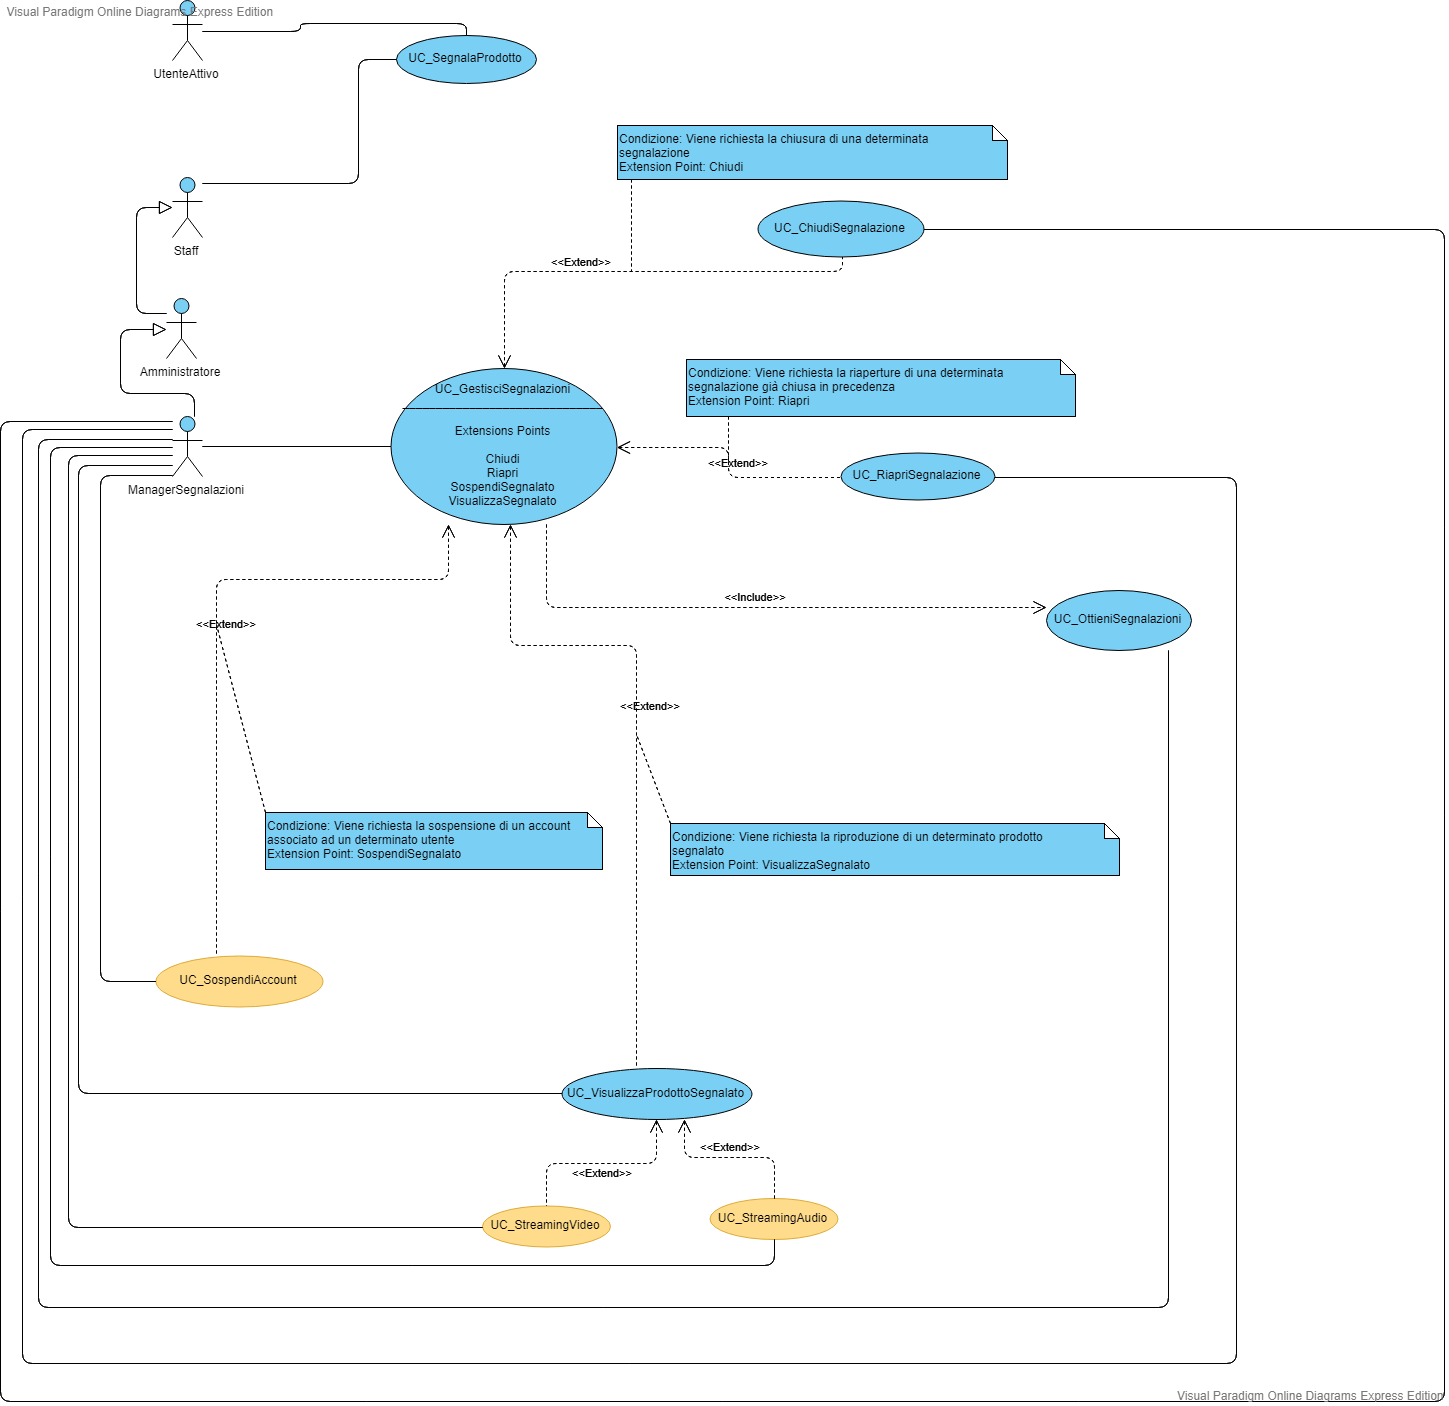 Visual Paradigm Online Diagrams Express Edition
UtenteAttivo
UC_SegnalaProdotto
Condizione: Viene richiesta la chiusura di una determinata
segnalazione
Extension Point: Chiudi
Staff
UC_ChiudiSegnalazione
<<Extend>>
Amministratore
Condizione: Viene richiesta la riaperture di una determinata
segnalazione già chiusa in precedenza
Extension Point: Riapri
UC_GestisciSegnalazioni
Extensions Points
Chiudi
Riapri
SospendiSegnalato
VisualizzaSegnalato
<<Extend>>
UC_RiapriSegnalazione
ManagerSegnalazioni
<<Include>>
UC_OttieniSegnalazioni
<<Extend>>
<<Extend>>
Condizione: Viene richiesta la sospensione di un account
associato ad un determinato utente
Extension Point: SospendiSegnalato
Condizione: Viene richiesta la riproduzione di un determinato prodotto
segnalato
Extension Point: VisualizzaSegnalato
UC_SospendiAccount
UC_VisualizzaProdottoSegnalato
<<Extend>>
<<Extend>>
UC_StreamingVideo
UC_StreamingAudio
Visual Paradigm Online Diagrams Express Edition